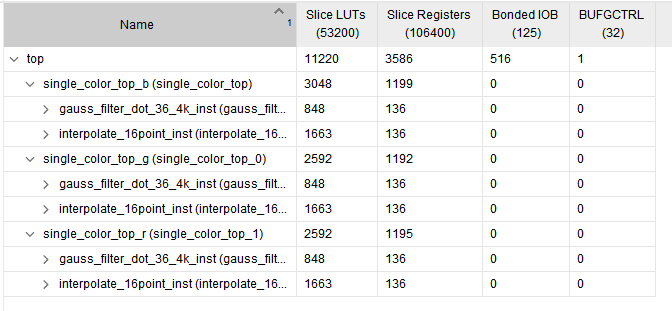 Name 1 Slice LUTs (53200) Slice Registers (106400) Bonded IOB (125) BUFGCTRL (32)
top 11220 3586 516 1
single_color_top_b (single_color_top) 3048 1199 0 0
gauss_filter_dot_36_4k_inst (gauss_filt... 848 136 0 0
interpolate_16point_inst (interpolate_16... 1663 136 0 0
single_color_top_g (single_color_top_0) 2592 1192 0 0
gauss_filter_dot_36_4k_inst (gauss_filt... 848 136 0 0
interpolate_16point_inst (interpolate_16... 1663 136 0 0
single_color_top_r (single_color_top_1) 2592 1195 0 0
gauss_filter_dot_36_4k_inst (gauss_filt... 848 136 0 0
interpolate_16point_inst (interpolate_16... 1663 136 0 0